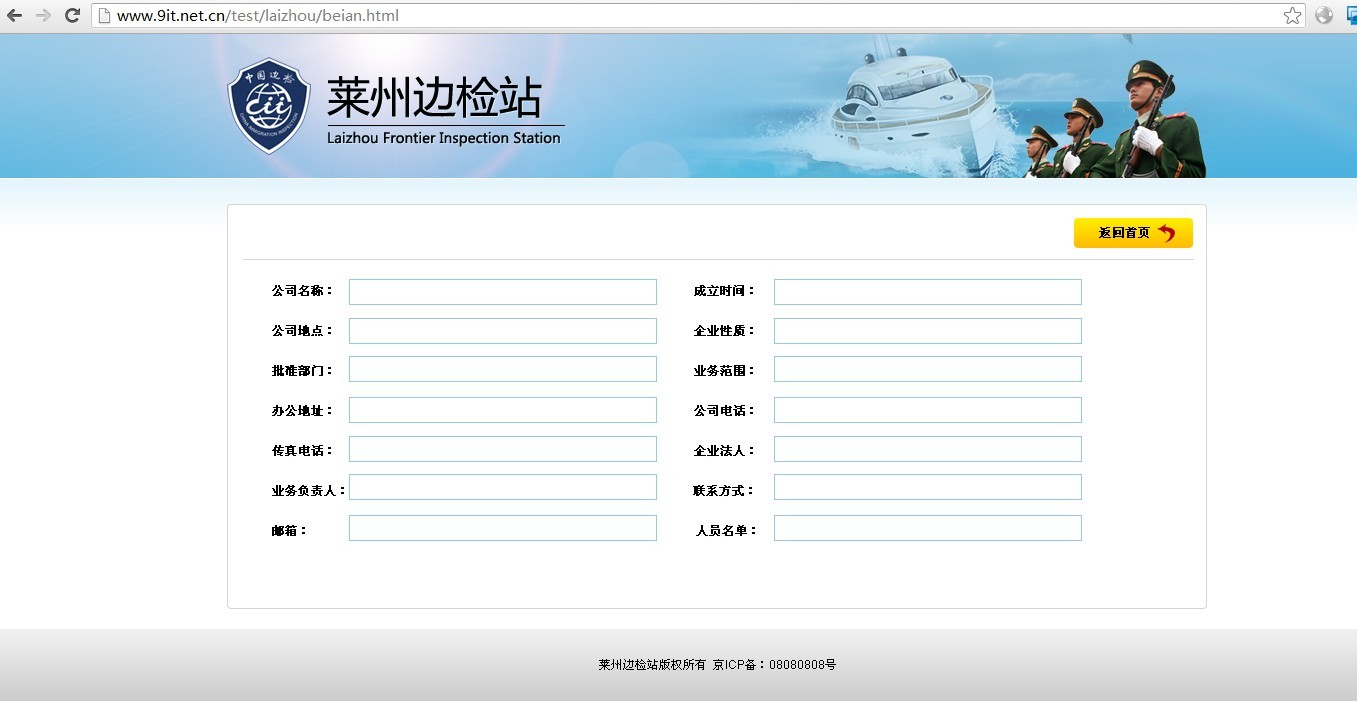 www.9it.net.cn/test/laizhou/beian.html
中国边检
CHINA IMMIGRATION INSPECTION
莱州边检站
Laizhou Frontier Inspection Station
返回首页
公司名称：
成立时间：
公司地点：
企业性质：
批准部门：
业务范围：
办公地址：
公司电话：
传真电话：
企业法人：
业务负责人：
联系方式：
邮箱：
人员名单：
莱州边检站版权所有 京ICP备：08080808号